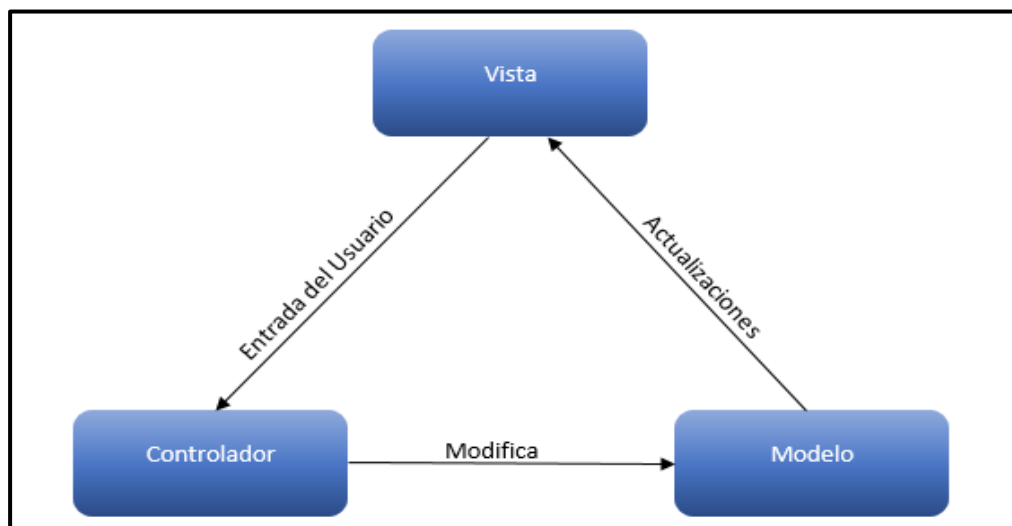 Vista
Entrada del Usuario
Actualizaciones
Controlador
Modifica
Modelo